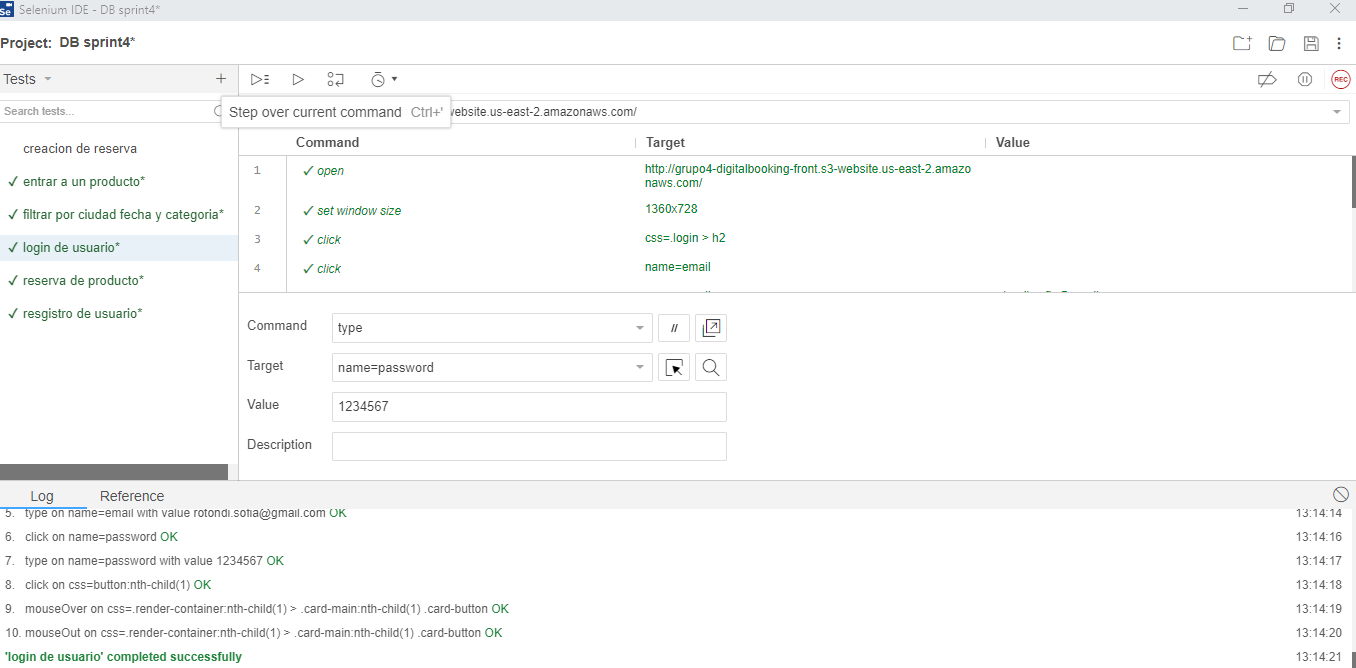 Se Selenium IDE - DB sprint4*
Project: DB sprint4*
Tests +
Search tests...
Step over current command Ctrl+'
website.us-east-2.amazonaws.com/
REC
creacion de reserva
✓ entrar a un producto*
✓ filtrar por ciudad fecha y categoria*
✓ login de usuario*
✓ reserva de producto*
✓ resgistro de usuario*
Command Target Value
1 ✓ open http://grupo4-digitalbooking-front.s3-website.us-east-2.amazo
naws.com/
2 ✓ set window size 1360x728
3 ✓ click css=.login > h2
4 ✓ click name=email
Command type //
Target name=password
Value 1234567
Description
Log Reference
5. type on name=email with value rotondi.sofia@gmail.com OK 13:14:14
6. click on name=password OK 13:14:16
7. type on name=password with value 1234567 OK 13:14:17
8. click on css=button:nth-child(1) OK 13:14:18
9. mouseOver on css=.render-container:nth-child(1) > .card-main:nth-child(1) .card-button OK 13:14:19
10. mouseOut on css=.render-container:nth-child(1) > .card-main:nth-child(1) .card-button OK 13:14:20
'login de usuario' completed successfully 13:14:21